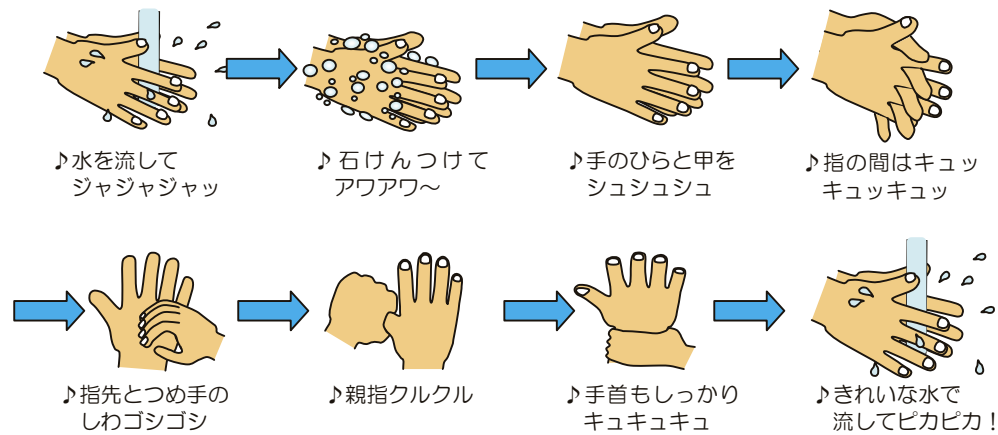 ♪水を流して
ジャジャジャッ
♪石けんつけて
アワアワ～
♪手のひらと甲を
シュシュシュ
♪指の間はキュッ
キュッキュッ
♪指先とつめ手の
しわゴシゴシ
♪親指クルクル
♪手首もしっかり
キュキュキュ
♪きれいな水で
流してピカピカ！